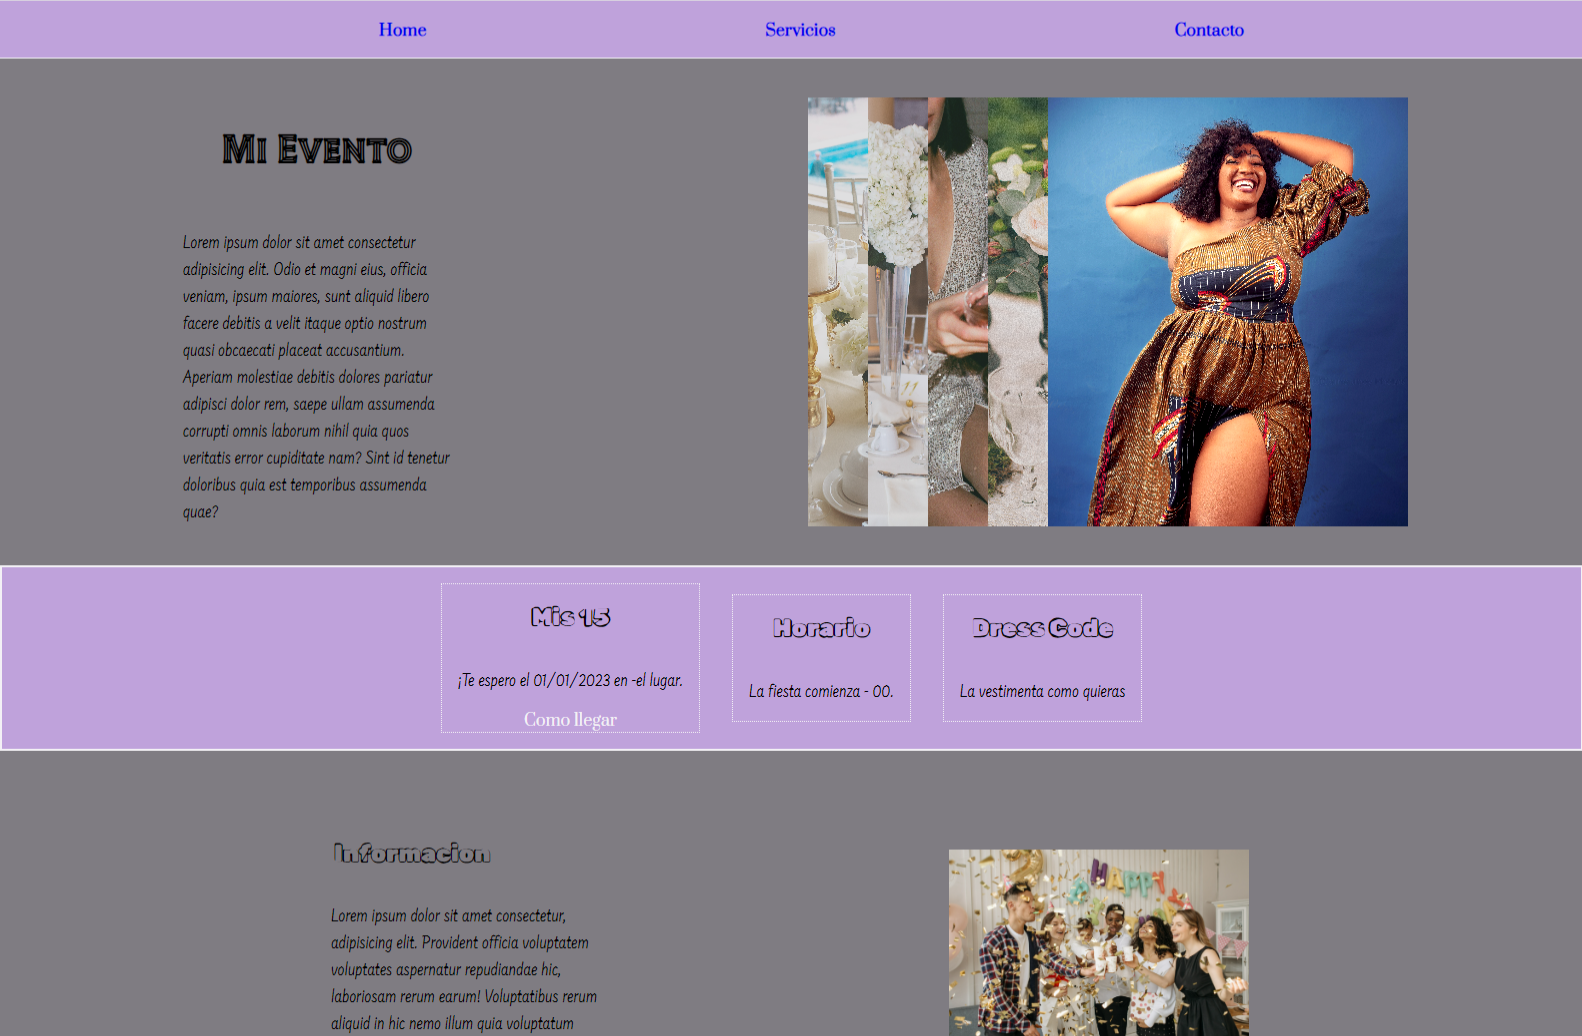 Home
Servicios
Contacto
Mi Evento
Lorem ipsum dolor sit amet consectetur
adipisicing elit. Odio et magni eius, officia
veniam, ipsum maiores, sunt aliquid libero
facere debitis a velit itaque optio nostrum
quasi obcaecati placeat accusantium.
Aperiam molestiae debitis dolores pariatur
adipisci dolor rem, saepe ullam assumenda
corrupti omnis laborum nihil quia quos
veritatis error cupiditate nam? Sint id tenetur
doloribus quia est temporibus assumenda
quae?
Mis 15
¡Te espero el 01/01/2023 en -el lugar.
Como llegar
Horario
La fiesta comienza - 00.
Dress Code
La vestimenta como quieras
Informacion
Lorem ipsum dolor sit amet consectetur,
adipisicing elit. Provident officia voluptatem
voluptates aspernatur repudiandae hic,
laboriosam rerum earum! Voluptatibus rerum
aliquid in hic nemo illum quia voluptatum
HAPPY